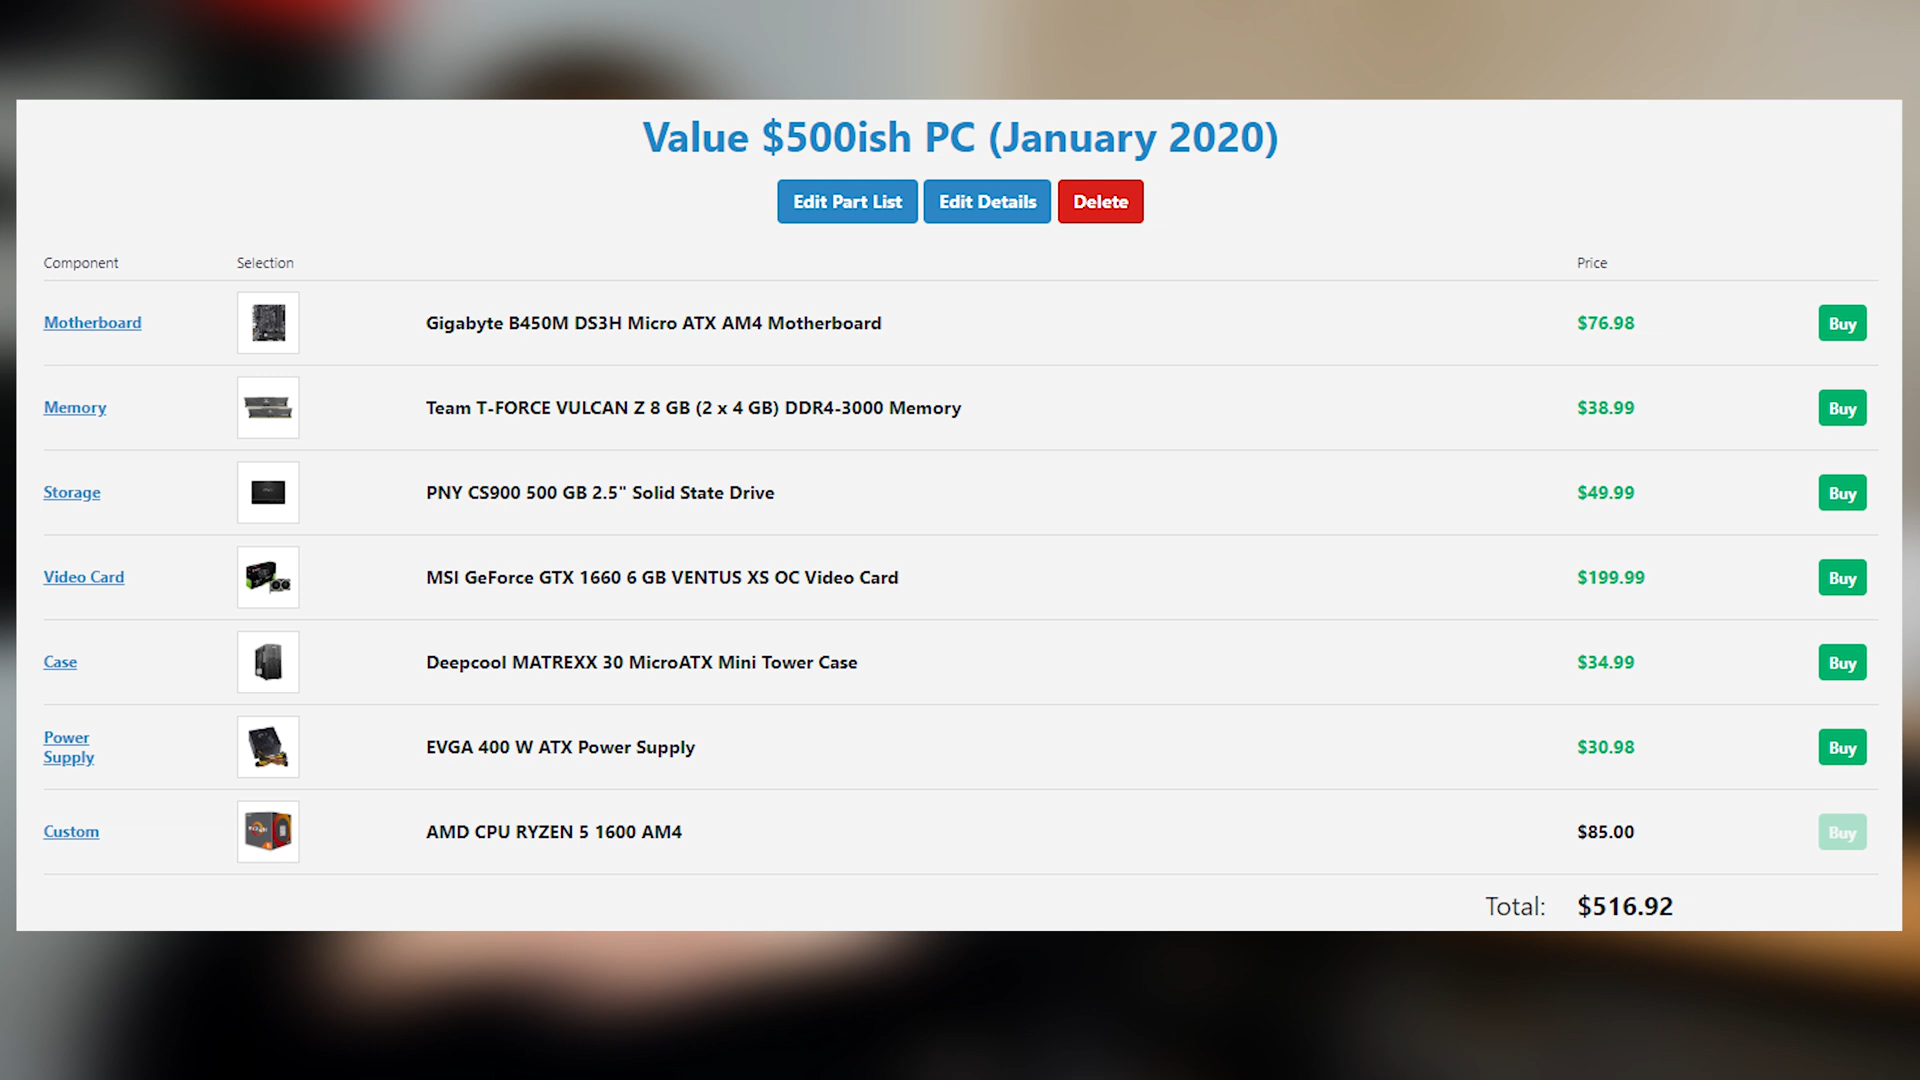 Value $500ish PC (January 2020)
Edit Part List Edit Details Delete
Component Selection Price
Motherboard Gigabyte B450M DS3H Micro ATX AM4 Motherboard $76.98 Buy
Memory Team T-FORCE VULCAN Z 8 GB (2 x 4 GB) DDR4-3000 Memory $38.99 Buy
Storage PNY CS900 500 GB 2.5" Solid State Drive $49.99 Buy
Video Card MSI GeForce GTX 1660 6 GB VENTUS XS OC Video Card $199.99 Buy
Case Deepcool MATREXX 30 MicroATX Mini Tower Case $34.99 Buy
Power
Supply EVGA 400 W ATX Power Supply $30.98 Buy
Custom AMD CPU RYZEN 5 1600 AM4 $85.00 Buy
Total: $516.92